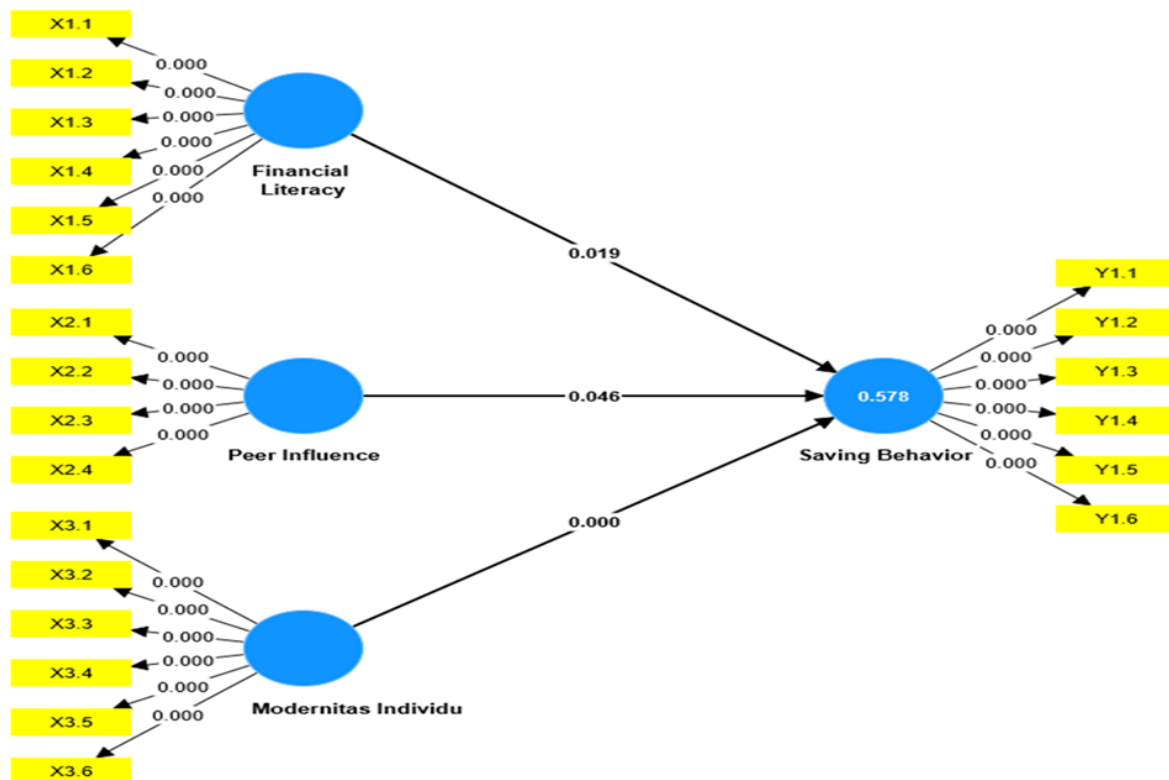 X1.1
0.000
X1.2
0.000
X1.3
0.000
X1.4
0.000
X1.5
0.000
X1.6
0.000
Financial
Literacy
0.019
X2.1
0.000
X2.2
0.000
X2.3
0.000
X2.4
0.000
Peer Influence
0.046
X3.1
0.000
X3.2
0.000
X3.3
0.000
X3.4
0.000
X3.5
0.000
X3.6
0.000
Modernitas Individu
0.000
0.578
Saving Behavior
Y1.1
0.000
Y1.2
0.000
Y1.3
0.000
Y1.4
0.000
Y1.5
0.000
Y1.6
0.000